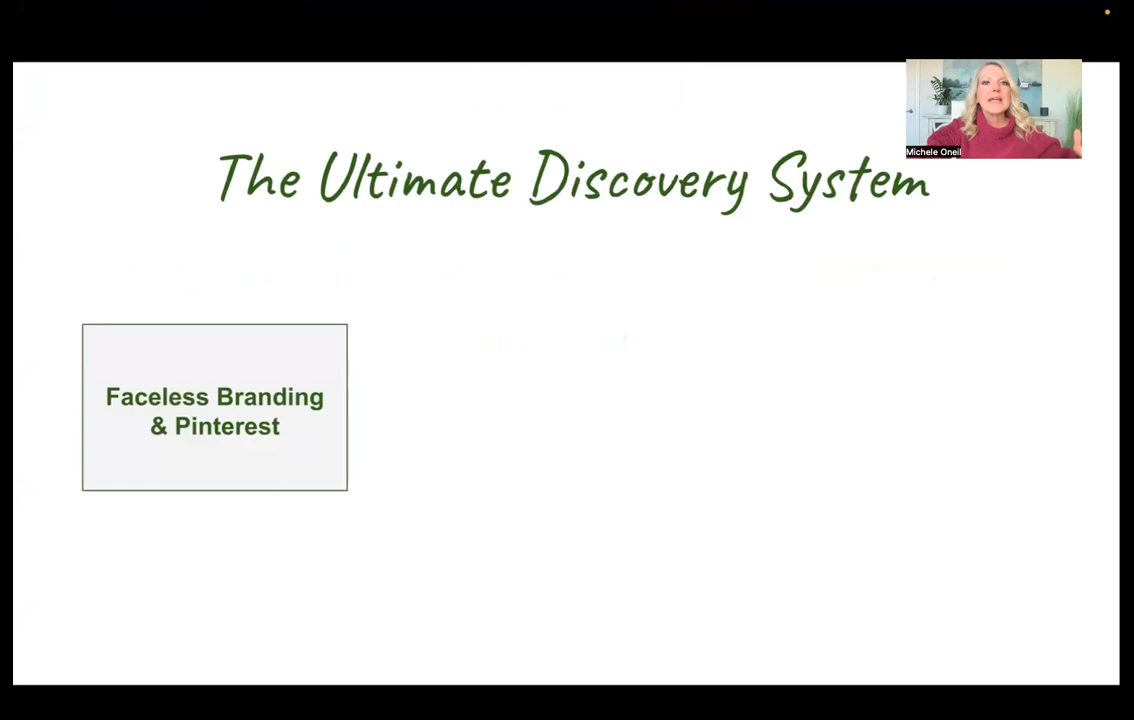 The Ultimate Discovery System
Michele Oneil
Faceless Branding
& Pinterest